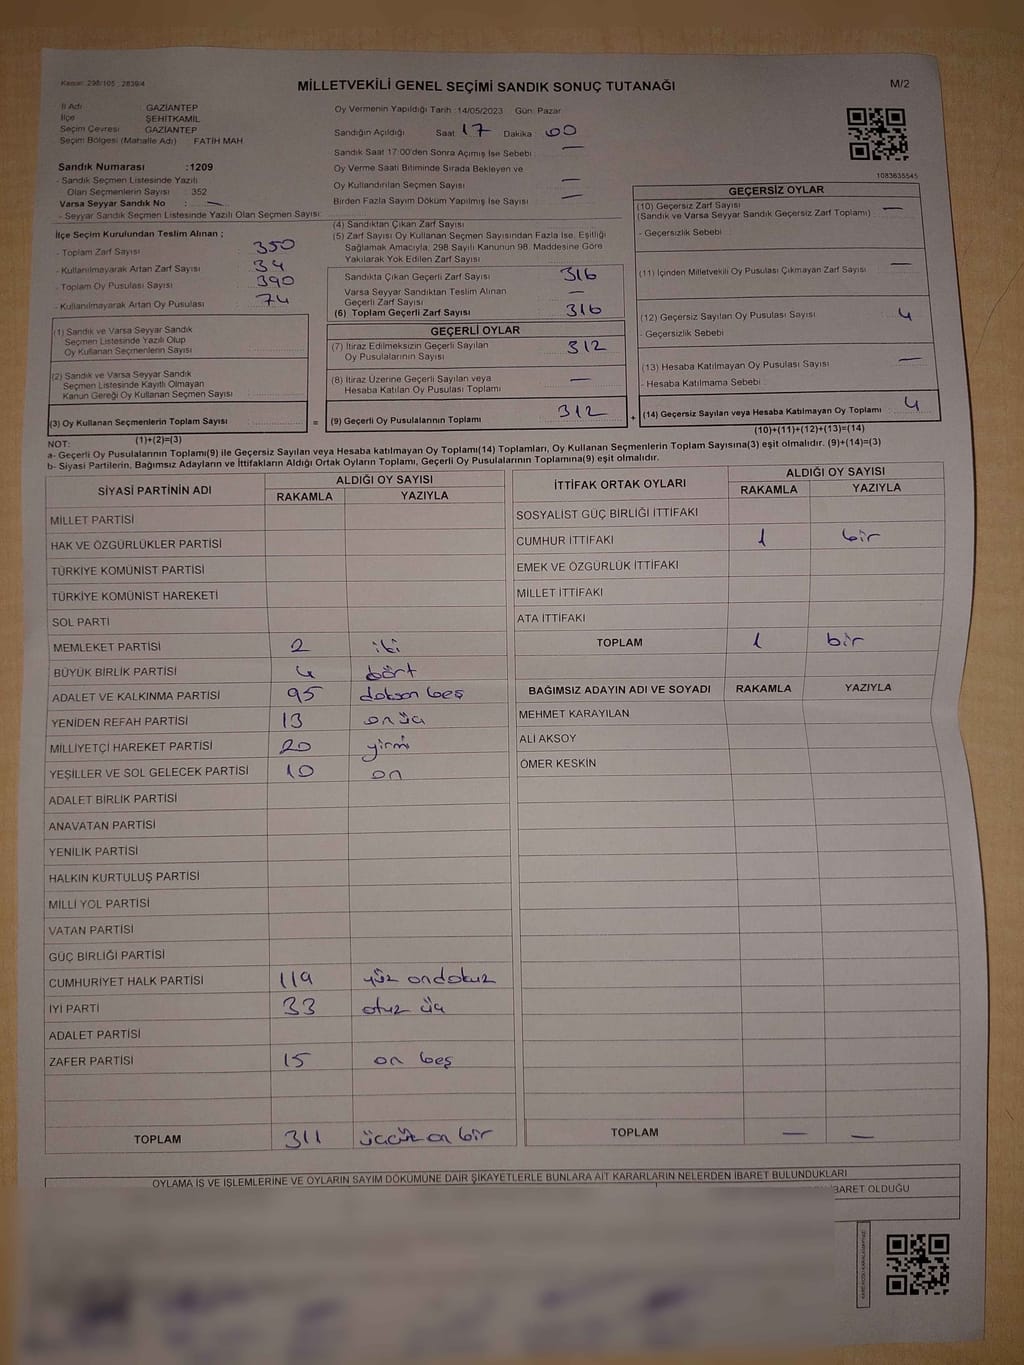 Kanun: 298/105 - 2839/4
MİLLETVEKİLİ GENEL SEÇİMİ SANDIK SONUÇ TUTANAĞI
M/2
İl Adı : GAZİANTEP
İlçe ŞEHİTKAMİL
Seçim Çevresi GAZİANTEP
Seçim Bölgesi (Mahalle Adı) FATİH MAH
Sandık Numarası :1209
- Sandık Seçmen Listesinde Yazılı
Olan Seçmenlerin Sayısı : 352
Varsa Seyyar Sandık No : —
- Seyyar Sandık Seçmen Listesinde Yazılı Olan Seçmen Sayısı:
Oy Vermenin Yapıldığı Tarih :14/05/2023 Gün: Pazar
Sandığın Açıldığı Saat 17 Dakika 00
Sandık Saat 17:00'den Sonra Açımış İse Sebebi —
Oy Verme Saati Bitiminde Sırada Bekleyen ve
Oy Kullandırılan Seçmen Sayısı —
Birden Fazla Sayım Döküm Yapılmış İse Sayısı —
1083635545
İlçe Seçim Kurulundan Teslim Alınan ;
- Toplam Zarf Sayısı 350
- Kullanılmayarak Artan Zarf Sayısı 34
- Toplam Oy Pusulası Sayısı 390
- Kullanılmayarak Artan Oy Pusulası 74
(1) Sandık ve Varsa Seyyar Sandık
Seçmen Listesinde Yazılı Olup
Oy Kullanan Seçmenlerin Sayısı
(2) Sandık ve Varsa Seyyar Sandık
Seçmen Listesinde Kayıtlı Olmayan
Kanun Gereği Oy Kullanan Seçmen Sayısı
(3) Oy Kullanan Seçmenlerin Toplam Sayısı
(1)+(2)=(3)
(4) Sandıktan Çıkan Zarf Sayısı
(5) Zarf Sayısı Oy Kullanan Seçmen Sayısından Fazla İse, Eşitliği
Sağlamak Amacıyla, 298 Sayılı Kanunun 98. Maddesine Göre
Yakılarak Yok Edilen Zarf Sayısı
Sandıkta Çıkan Geçerli Zarf Sayısı 316
Varsa Seyyar Sandıktan Teslim Alınan
Geçerli Zarf Sayısı —
(6) Toplam Geçerli Zarf Sayısı 316
GEÇERLİ OYLAR
(7) İtiraz Edilmeksizin Geçerli Sayılan
Oy Pusulalarının Sayısı 312
(8) İtiraz Üzerine Geçerli Sayılan veya
Hesaba Katılan Oy Pusulası Toplamı —
= (9) Geçerli Oy Pusulalarının Toplamı 312
GEÇERSİZ OYLAR
(10) Geçersiz Zarf Sayısı —
(Sandık ve Varsa Seyyar Sandık Geçersiz Zarf Toplamı)
- Geçersizlik Sebebi :
(11) İçinden Milletvekili Oy Pusulası Çıkmayan Zarf Sayısı —
(12) Geçersiz Sayılan Oy Pusulası Sayısı 4
- Geçersizlik Sebebi
(13) Hesaba Katılmayan Oy Pusulası Sayısı —
- Hesaba Katılmama Sebebi :
+ (14) Geçersiz Sayılan veya Hesaba Katılmayan Oy Toplamı 4
(10)+(11)+(12)+(13)=(14)
NOT:
a- Geçerli Oy Pusulalarının Toplamı(9) ile Geçersiz Sayılan veya Hesaba katılmayan Oy Toplamı(14) Toplamları, Oy Kullanan Seçmenlerin Toplam Sayısına(3) eşit olmalıdır. (9)+(14)=(3)
b- Siyasi Partilerin, Bağımsız Adayların ve İttifakların Aldığı Ortak Oyların Toplamı, Geçerli Oy Pusulalarının Toplamına(9) eşit olmalıdır.
SİYASİ PARTİNİN ADI ALDIĞI OY SAYISI
RAKAMLA YAZIYLA
MİLLET PARTİSİ
HAK VE ÖZGÜRLÜKLER PARTİSİ
TÜRKİYE KOMÜNİST PARTİSİ
TÜRKİYE KOMÜNİST HAREKETİ
SOL PARTİ
MEMLEKET PARTİSİ 2 iki
BÜYÜK BİRLİK PARTİSİ 4 dört
ADALET VE KALKINMA PARTİSİ 95 doksan beş
YENİDEN REFAH PARTİSİ 13 onüç
MİLLİYETÇİ HAREKET PARTİSİ 20 yirmi
YEŞİLLER VE SOL GELECEK PARTİSİ 10 on
ADALET BİRLİK PARTİSİ
ANAVATAN PARTİSİ
YENİLİK PARTİSİ
HALKIN KURTULUŞ PARTİSİ
MİLLİ YOL PARTİSİ
VATAN PARTİSİ
GÜÇ BİRLİĞİ PARTİSİ
CUMHURİYET HALK PARTİSİ 119 yüz ondokuz
İYİ PARTİ 33 otuz üç
ADALET PARTİSİ
ZAFER PARTİSİ 15 on beş
TOPLAM 311 üçyüz on bir
İTTİFAK ORTAK OYLARI ALDIĞI OY SAYISI
RAKAMLA YAZIYLA
SOSYALİST GÜÇ BİRLİĞİ İTTİFAKI
CUMHUR İTTİFAKI 1 bir
EMEK VE ÖZGÜRLÜK İTTİFAKI
MİLLET İTTİFAKI
ATA İTTİFAKI
TOPLAM 1 bir
BAĞIMSIZ ADAYIN ADI VE SOYADI RAKAMLA YAZIYLA
MEHMET KARAYILAN
ALİ AKSOY
ÖMER KESKİN
TOPLAM — —
OYLAMA İŞ VE İŞLEMLERİNE VE OYLARIN SAYIM DÖKÜMÜNE DAİR ŞİKAYETLERLE BUNLARA AİT KARARLARIN NELERDEN İBARET BULUNDUKLARI
İBARET OLDUĞU